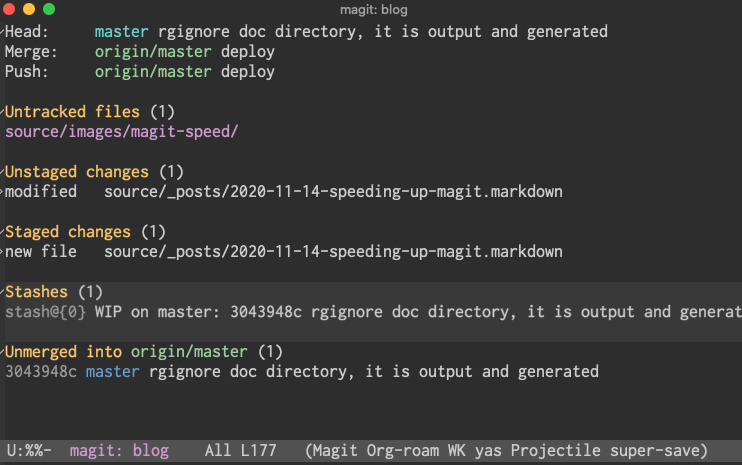 magit: blog
Head:     master rgignore doc directory, it is output and generated
Merge:    origin/master deploy
Push:     origin/master deploy
Untracked files (1)
source/images/magit-speed/
Unstaged changes (1)
modified   source/_posts/2020-11-14-speeding-up-magit.markdown
Staged changes (1)
new file   source/_posts/2020-11-14-speeding-up-magit.markdown
Stashes (1)
stash@{0} WIP on master: 3043948c rgignore doc directory, it is output and generat
Unmerged into origin/master (1)
3043948c master rgignore doc directory, it is output and generated
U:%%-  magit: blog    All L177   (Magit Org-roam WK yas Projectile super-save)